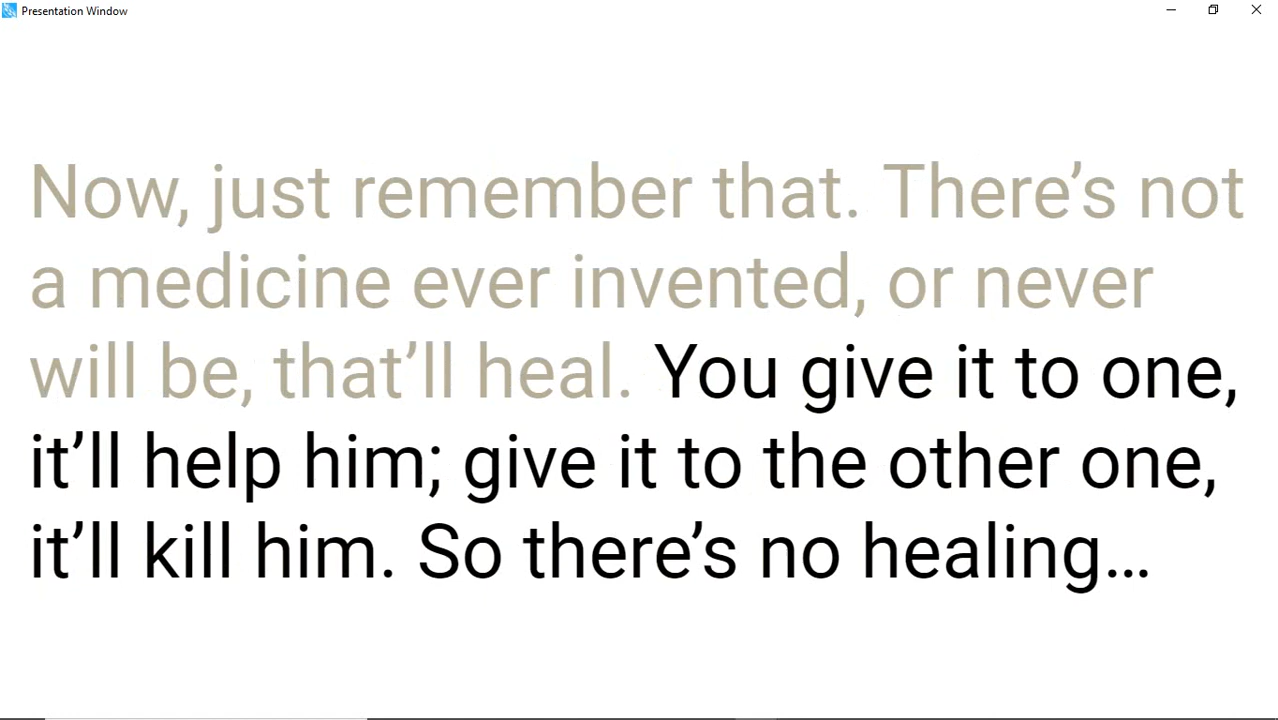 Presentation Window
Now, just remember that. There’s not
a medicine ever invented, or never
will be, that’ll heal. You give it to one,
it’ll help him; give it to the other one,
it’ll kill him. So there’s no healing…